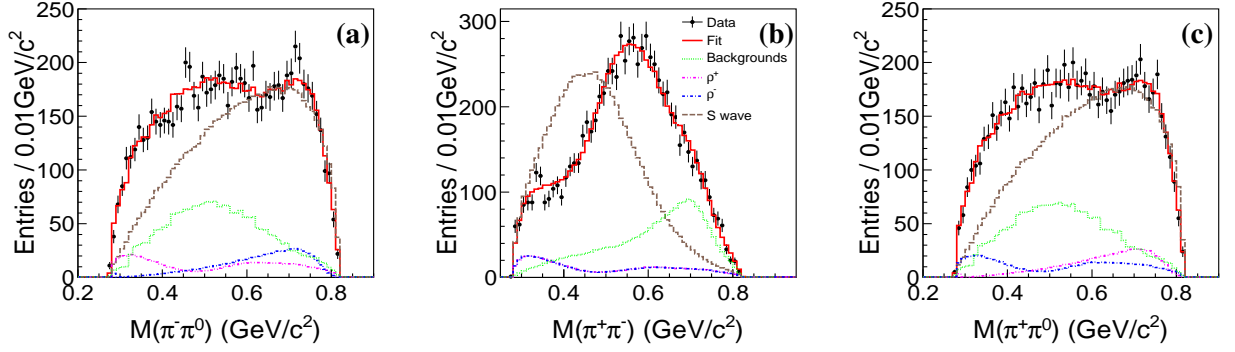 Entries / 0.01GeV/c²
250
200
150
100
50
0
0.2 0.4 0.6 0.8
M(π⁻π⁰) (GeV/c²)
(a)
Entries / 0.01GeV/c²
300
200
100
0
0.4 0.6 0.8
M(π⁺π⁻) (GeV/c²)
(b)
Data
Fit
Backgrounds
ρ⁺
ρ⁻
S wave
Entries / 0.01GeV/c²
250
200
150
100
50
0
0.2 0.4 0.6 0.8
M(π⁺π⁰) (GeV/c²)
(c)